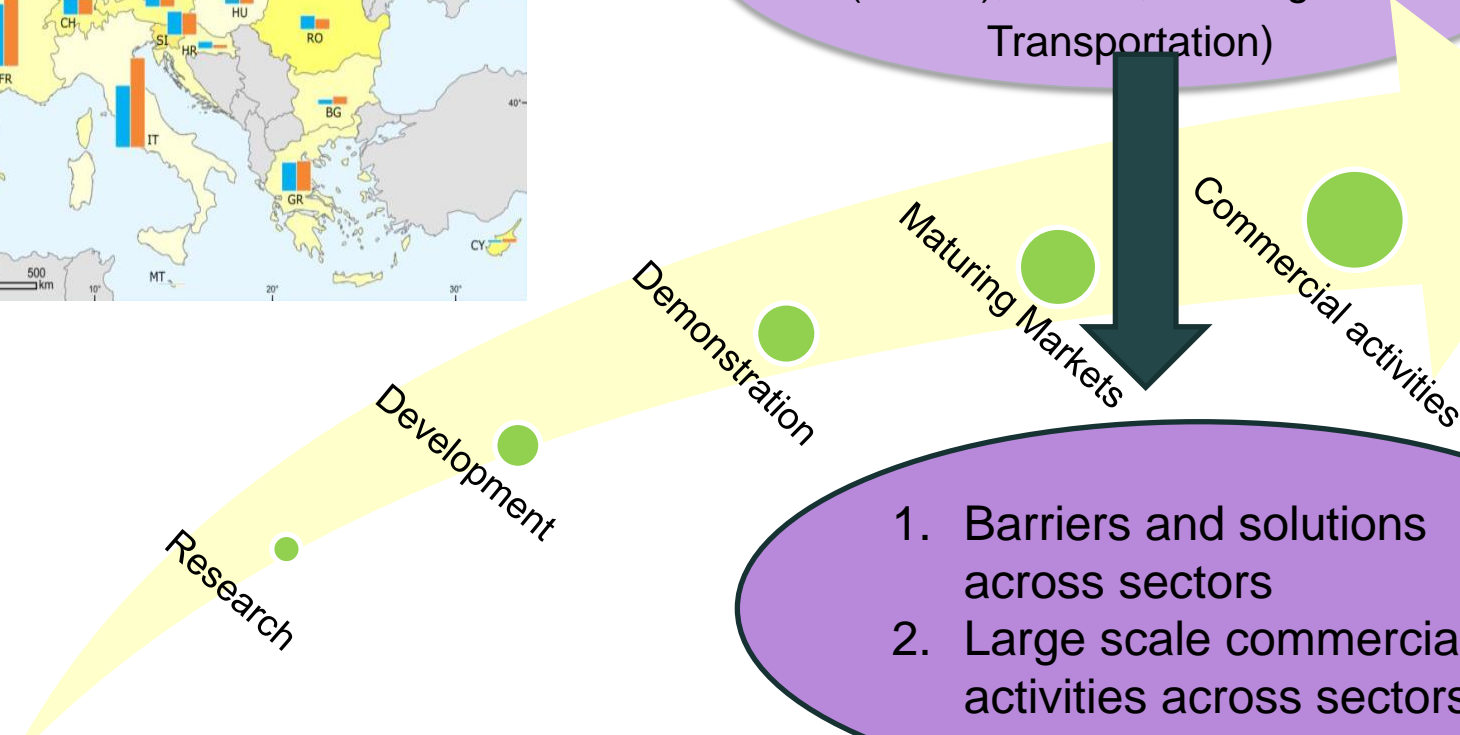 HU
CH
RO
SI
HR
FR
BG
IT
GR
CY
MT
500
km
10°
20°
30°
40°
Transportation)
Commercial activities
Maturing Markets
Demonstration
Development
Research
1. Barriers and solutions
across sectors
2. Large scale commercia
activities across sectors